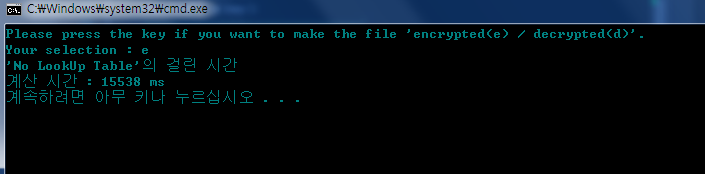 C:₩Windows₩system32₩cmd.exe
Please press the key if you want to make the file 'encrypted(e) / decrypted(d)'.
Your selection : e
'No LookUp Table'의 걸린 시간
계산 시간 : 15538 ms
계속하려면 아무 키나 누르십시오 . . .